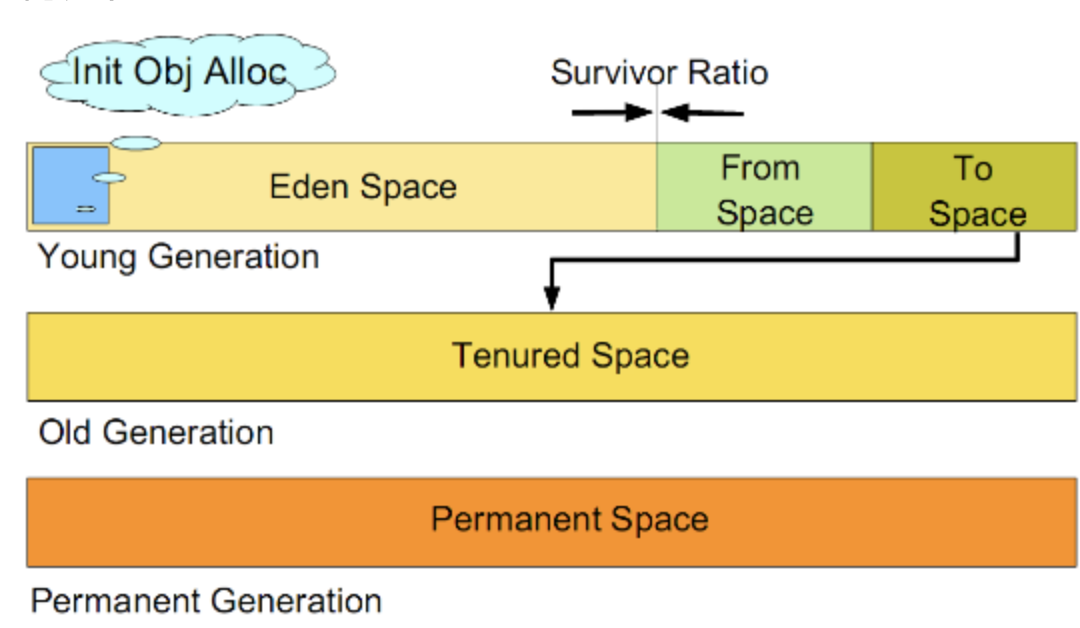 Init Obj Alloc
Survivor Ratio
Eden Space
From
Space
To
Space
Young Generation
Tenured Space
Old Generation
Permanent Space
Permanent Generation